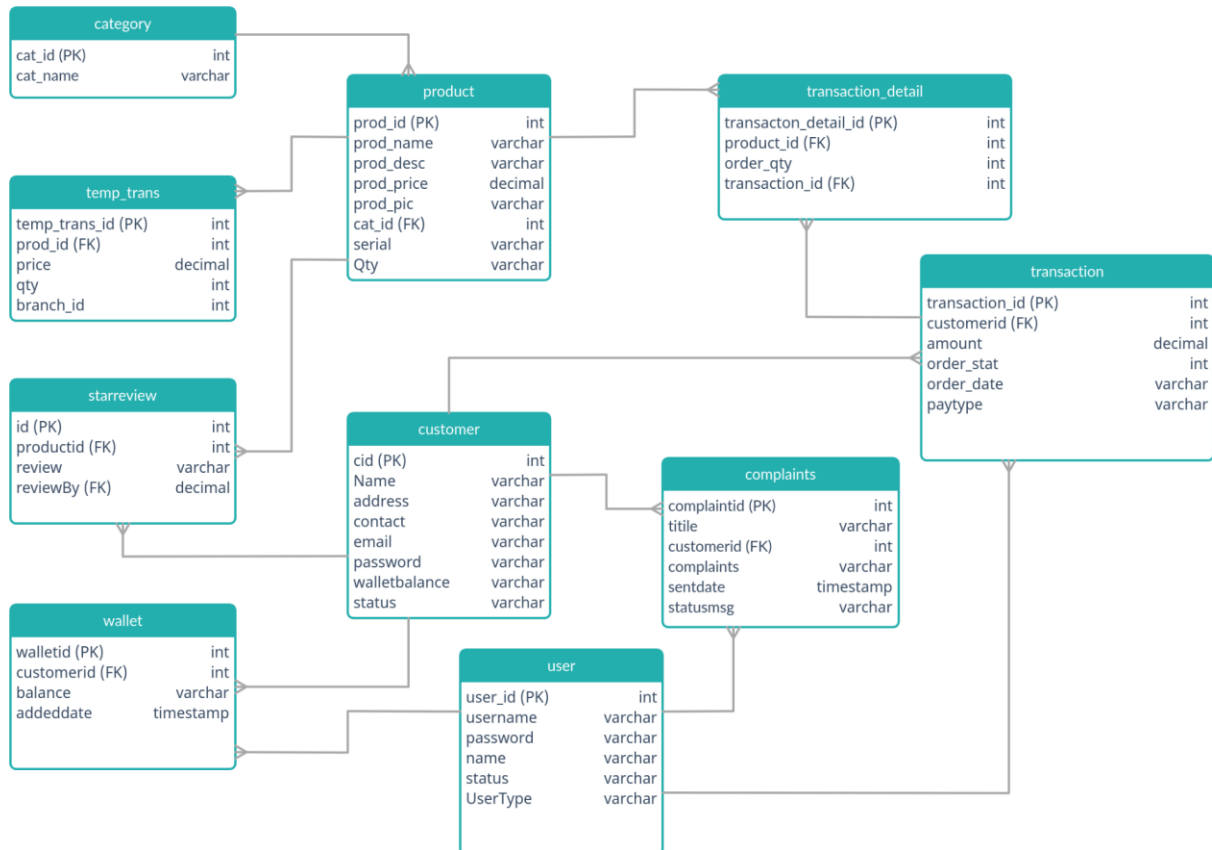 category
cat_id (PK) int
cat_name varchar
product
prod_id (PK) int
prod_name varchar
prod_desc varchar
prod_price decimal
prod_pic varchar
cat_id (FK) int
serial varchar
Qty varchar
transaction_detail
transacton_detail_id (PK) int
product_id (FK) int
order_qty int
transaction_id (FK) int
temp_trans
temp_trans_id (PK) int
prod_id (FK) int
price decimal
qty int
branch_id int
transaction
transaction_id (PK) int
customerid (FK) int
amount decimal
order_stat int
order_date varchar
paytype varchar
starreview
id (PK) int
productid (FK) int
review varchar
reviewBy (FK) decimal
customer
cid (PK) int
Name varchar
address varchar
contact varchar
email varchar
password varchar
walletbalance varchar
status varchar
complaints
complaintid (PK) int
titile varchar
customerid (FK) int
complaints varchar
sentdate timestamp
statusmsg varchar
wallet
walletid (PK) int
customerid (FK) int
balance varchar
addeddate timestamp
user
user_id (PK) int
username varchar
password varchar
name varchar
status varchar
UserType varchar